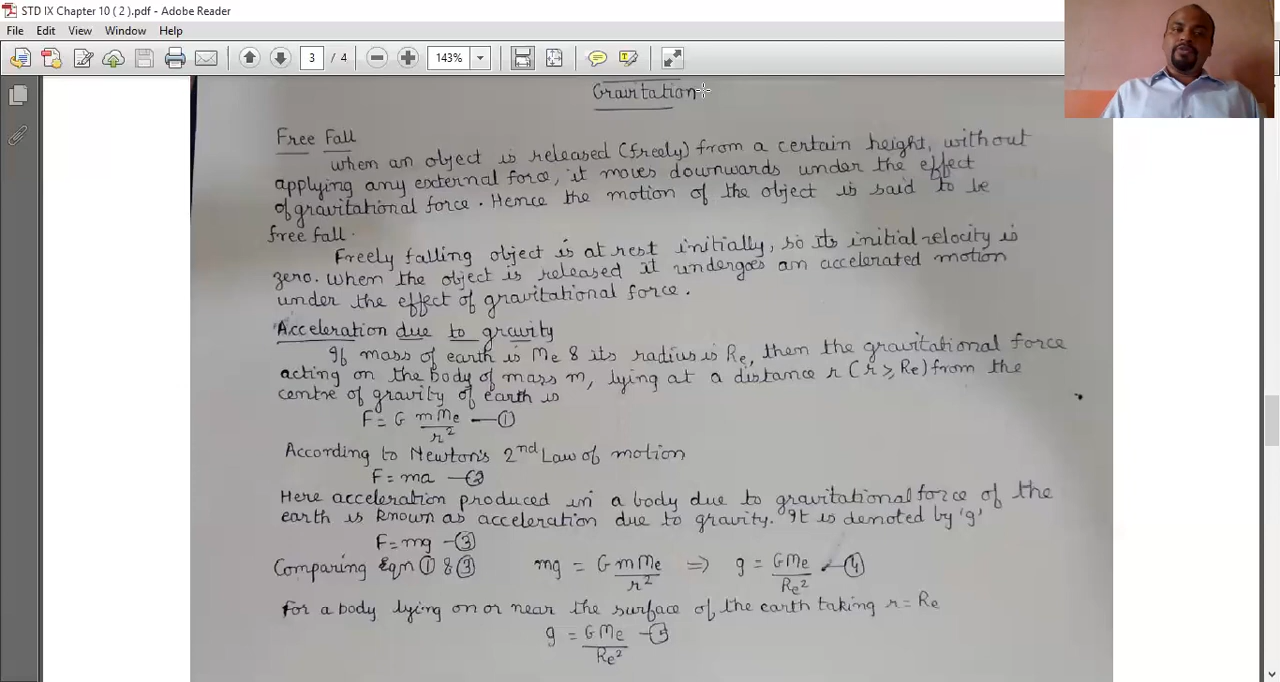 STD IX Chapter 10 ( 2 ).pdf - Adobe Reader
File Edit View Window Help
3 / 4 143%
Gravitation
Free Fall
when an object is released (freely) from a certain height, without
applying any external force, it moves downwards under the effect
of gravitational force. Hence the motion of the object is said to be
free fall.
Freely falling object is at rest initially, so its initial velocity is
zero. When the object is released it undergoes an accelerated motion
under the effect of gravitational force.
Acceleration due to gravity
If mass of earth is Me & its radius is Re, then the gravitational force
acting on the body of mass m, lying at a distance r (r ≥ Re) from the
centre of gravity of earth is
F = G mMe/r² —①
According to Newton's 2nd Law of motion,
F = ma —②
Here acceleration produced in a body due to gravitational force of the
earth is known as acceleration due to gravity. It is denoted by 'g'
F = mg —③
Comparing Eqn ① & ③ mg = G mMe/r² ⇒ g = GMe/Re² —④
For a body lying on or near the surface of the earth taking r = Re
g = GMe/Re² —⑤